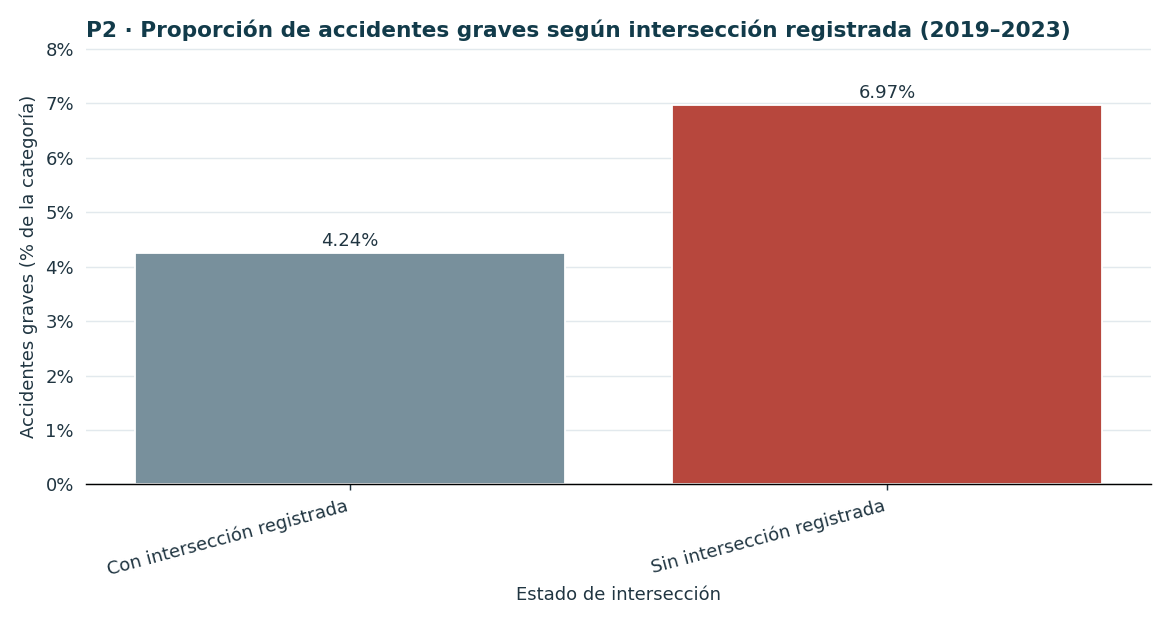 P2 · Proporción de accidentes graves según intersección registrada (2019–2023)
Accidentes graves (% de la categoría)
8%
7%
6%
5%
4%
3%
2%
1%
0%
4.24%
6.97%
Con intersección registrada
Sin intersección registrada
Estado de intersección